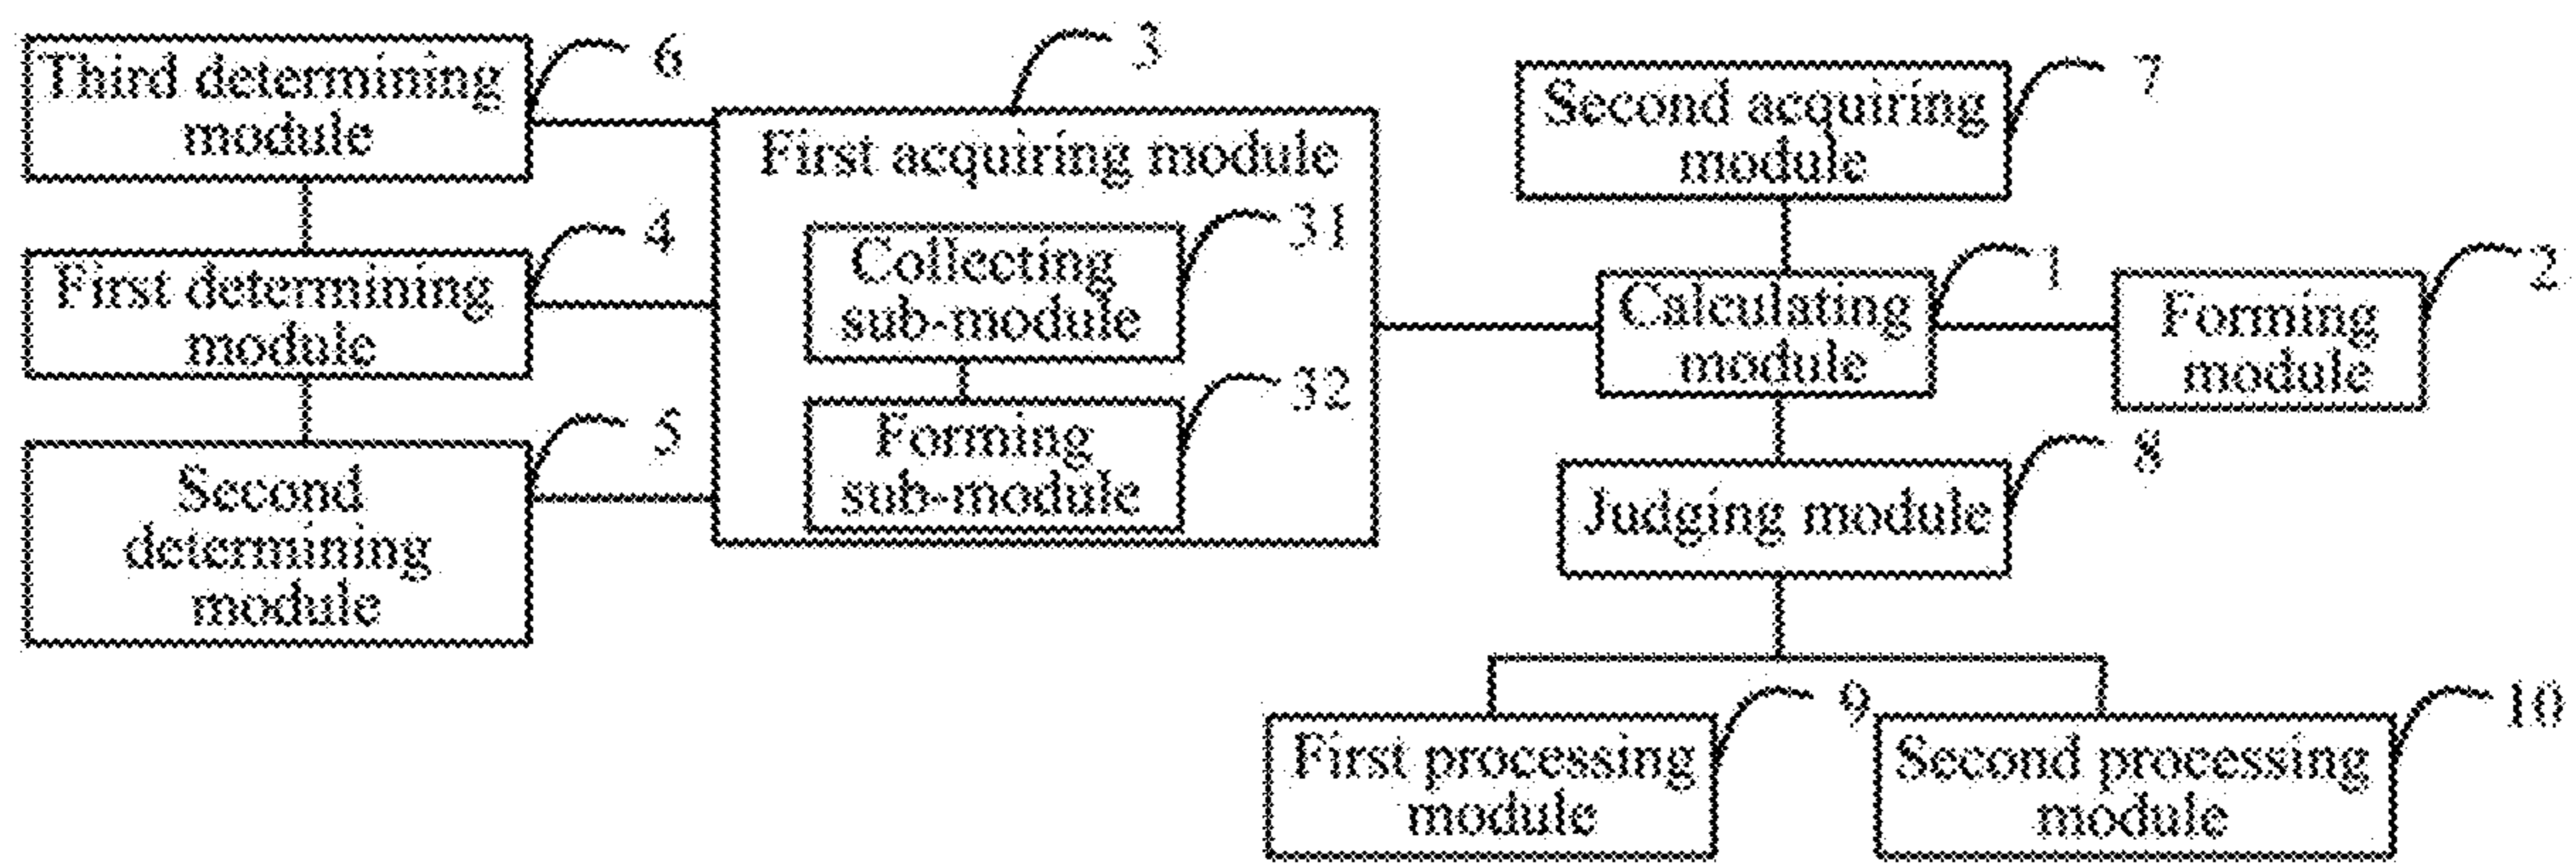 Third determining
module
6
First determining
module
4
Second
determining
module
5
3
First acquiring module
Collecting
sub-module
31
Forming
sub-module
32
Second acquiring
module
7
Calculating
module
1
Forming
module
2
Judging module
8
First processing
module
9
Second processing
module
10